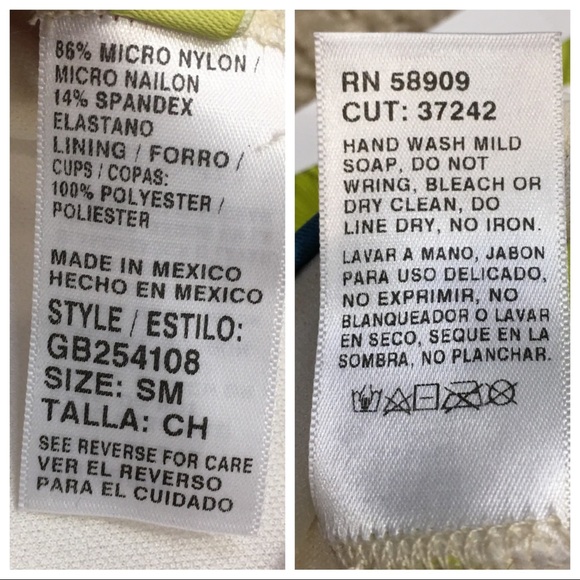 86% MICRO NYLON /
MICRO NAILON
14% SPANDEX
ELASTANO
LINING / FORRO /
CUPS / COPAS:
100% POLYESTER /
POLIESTER
MADE IN MEXICO
HECHO EN MEXICO
STYLE / ESTILO:
GB254108
SIZE: SM
TALLA: CH
SEE REVERSE FOR CARE
VER EL REVERSO
PARA EL CUIDADO
RN 58909
CUT: 37242
HAND WASH MILD
SOAP, DO NOT
WRING, BLEACH OR
DRY CLEAN, DO
LINE DRY, NO IRON.
LAVAR A MANO, JABON
PARA USO DELICADO,
NO EXPRIMIR, NO
BLANQUEADOR O LAVAR
EN SECO, SEQUE EN LA
SOMBRA, NO PLANCHAR.